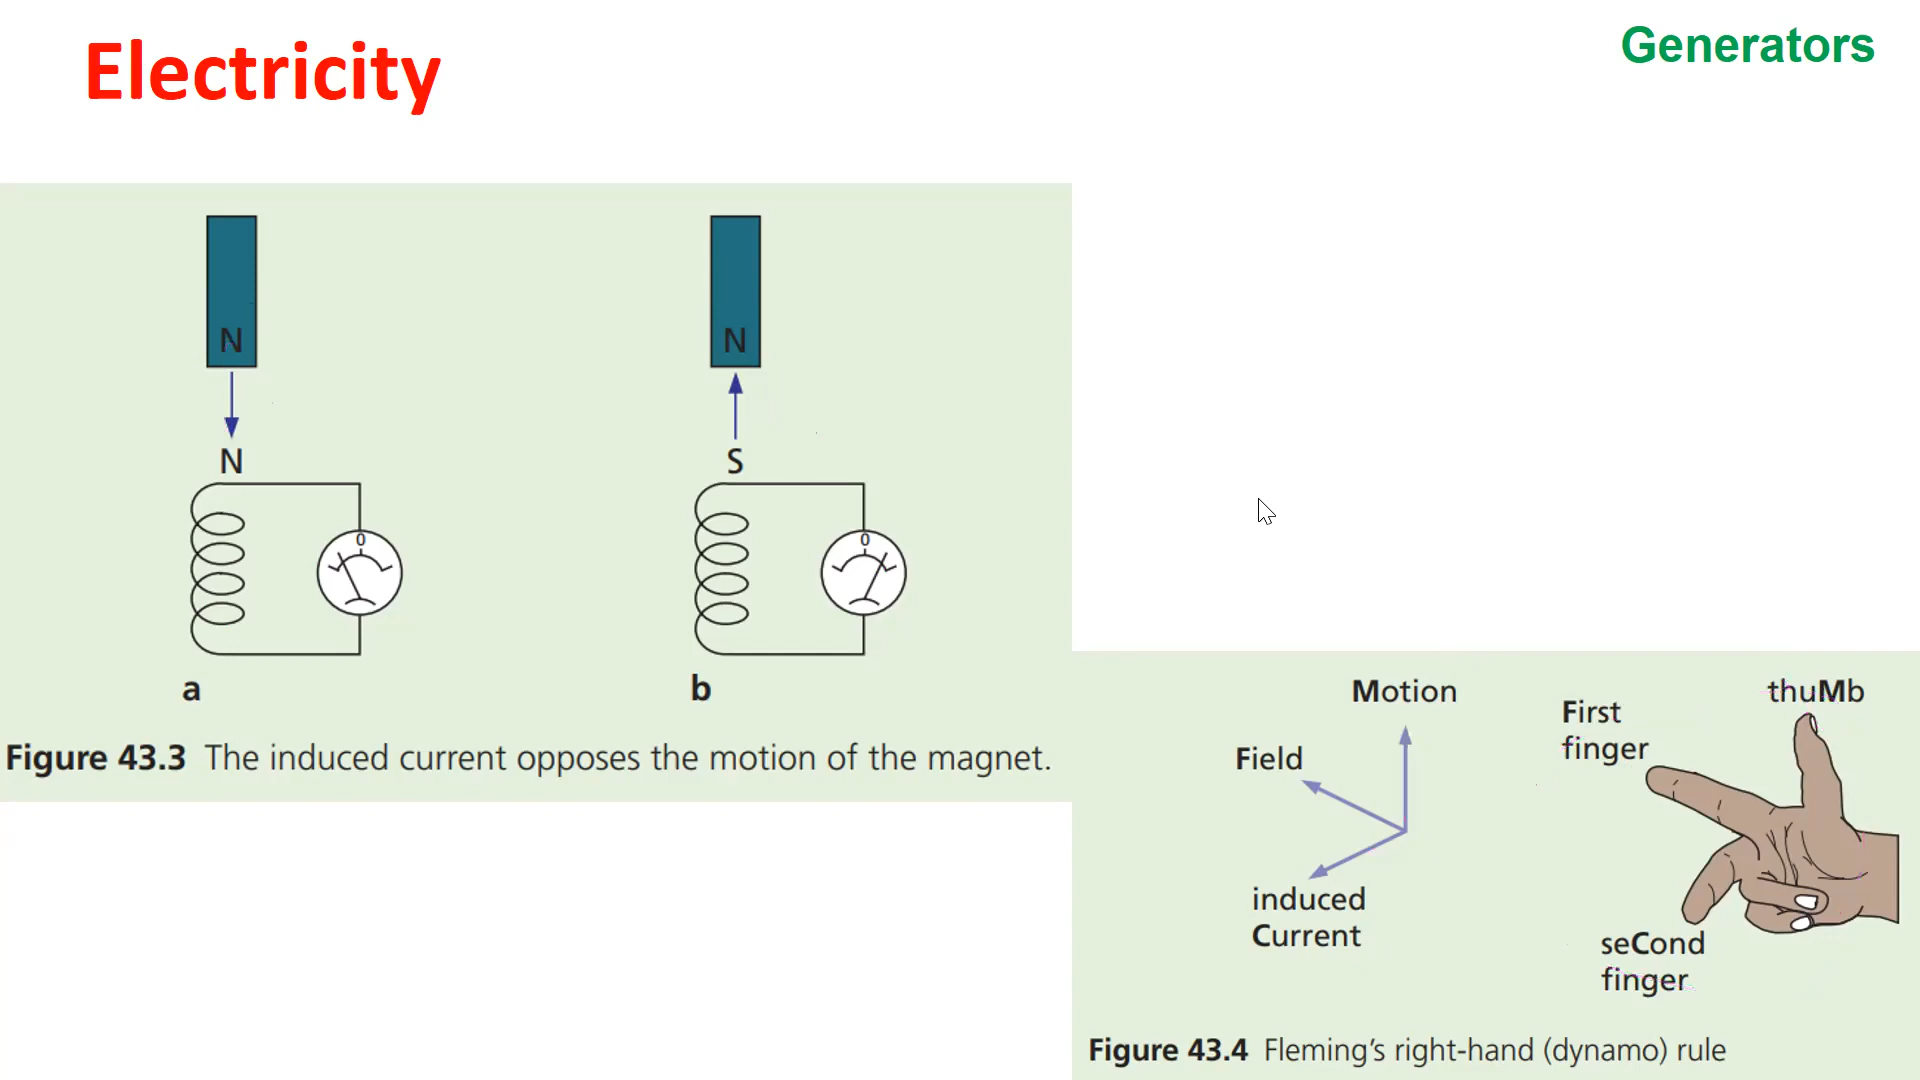 Electricity
Generators
N
N
N
S
0
0
a
b
Figure 43.3 The induced current opposes the motion of the magnet.
Motion
Field
induced
Current
First
finger
thuMb
seCond
finger
Figure 43.4 Fleming's right-hand (dynamo) rule